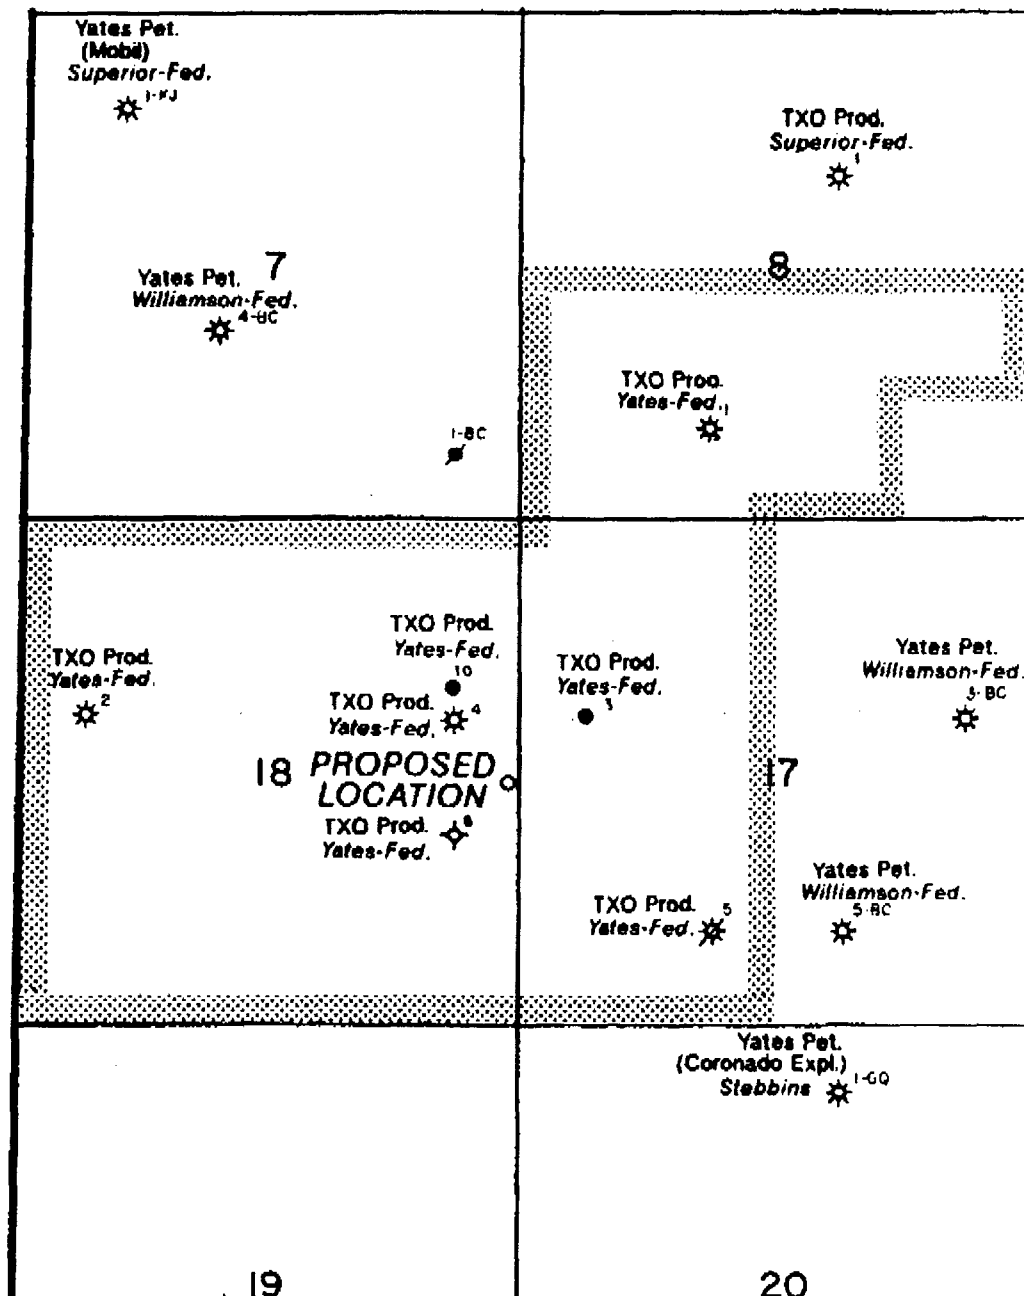 Yates Pet.
(Mobil)
Superior-Fed.
1-KJ
TXO Prod.
Superior-Fed.
1
7
8
Yates Pet.
Williamson-Fed.
4-BC
TXO Prod.
Yates-Fed.
1
1-BC
TXO Prod.
Yates-Fed.
10
TXO Prod.
Yates-Fed.
2
TXO Prod.
Yates-Fed.
4
TXO Prod.
Yates-Fed.
3
Yates Pet.
Williamson-Fed.
3-BC
18
PROPOSED
LOCATION
17
TXO Prod.
Yates-Fed.
Yates Pet.
Williamson-Fed.
5-BC
TXO Prod.
Yates-Fed.
5
Yates Pet.
(Coronado Expl.)
Stebbins
1-GQ
19
20